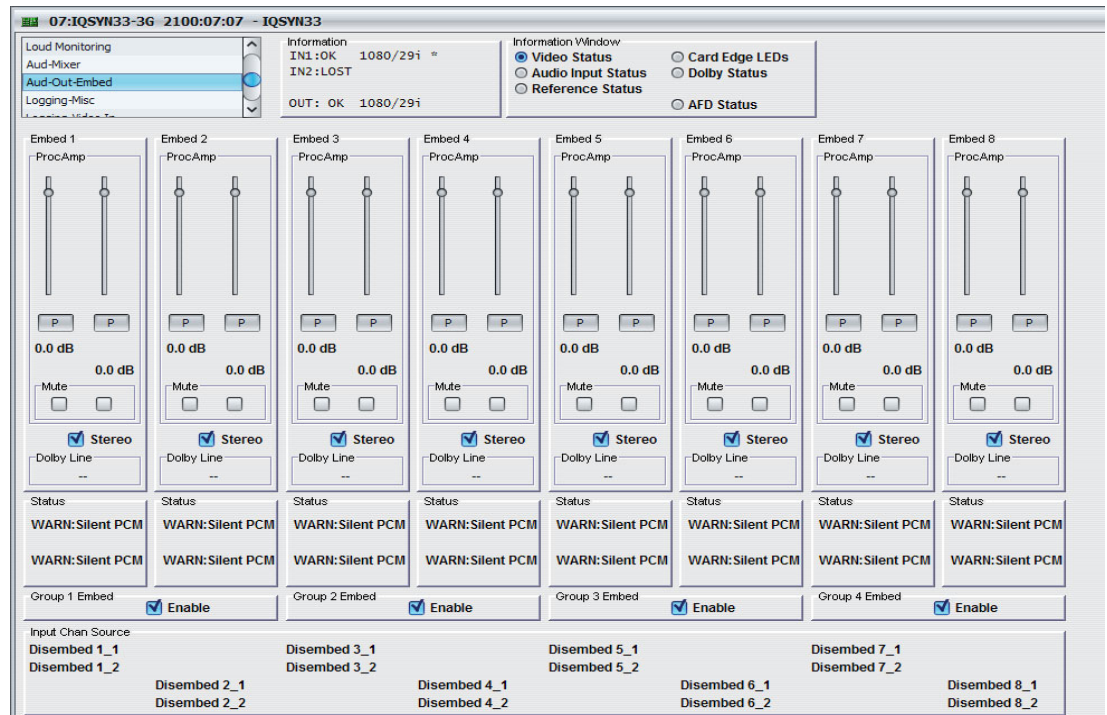 07:IQSYN33-3G 2100:07:07 - IQSYN33
Loud Monitoring
Aud-Mixer
Aud-Out-Embed
Logging-Misc
Logging Video In
Information
IN1:OK 1080/29i *
IN2:LOST
OUT: OK 1080/29i
Information Window
Video Status Card Edge LEDs
Audio Input Status Dolby Status
Reference Status
AFD Status
Embed 1 Embed 2 Embed 3 Embed 4 Embed 5 Embed 6 Embed 7 Embed 8
ProcAmp ProcAmp ProcAmp ProcAmp ProcAmp ProcAmp ProcAmp ProcAmp
P P P P P P P P P P P P P P P P
0.0 dB 0.0 dB 0.0 dB 0.0 dB 0.0 dB 0.0 dB 0.0 dB 0.0 dB
0.0 dB 0.0 dB 0.0 dB 0.0 dB 0.0 dB 0.0 dB 0.0 dB 0.0 dB
Mute Mute Mute Mute Mute Mute Mute Mute
Stereo Stereo Stereo Stereo Stereo Stereo Stereo Stereo
Dolby Line Dolby Line Dolby Line Dolby Line Dolby Line Dolby Line Dolby Line Dolby Line
-- -- -- -- -- -- -- --
Status Status Status Status Status Status Status Status
WARN:Silent PCM WARN:Silent PCM WARN:Silent PCM WARN:Silent PCM WARN:Silent PCM WARN:Silent PCM WARN:Silent PCM WARN:Silent PCM
WARN:Silent PCM WARN:Silent PCM WARN:Silent PCM WARN:Silent PCM WARN:Silent PCM WARN:Silent PCM WARN:Silent PCM WARN:Silent PCM
Group 1 Embed Group 2 Embed Group 3 Embed Group 4 Embed
Enable Enable Enable Enable
Input Chan Source
Disembed 1_1 Disembed 3_1 Disembed 5_1 Disembed 7_1
Disembed 1_2 Disembed 3_2 Disembed 5_2 Disembed 7_2
Disembed 2_1 Disembed 4_1 Disembed 6_1 Disembed 8_1
Disembed 2_2 Disembed 4_2 Disembed 6_2 Disembed 8_2